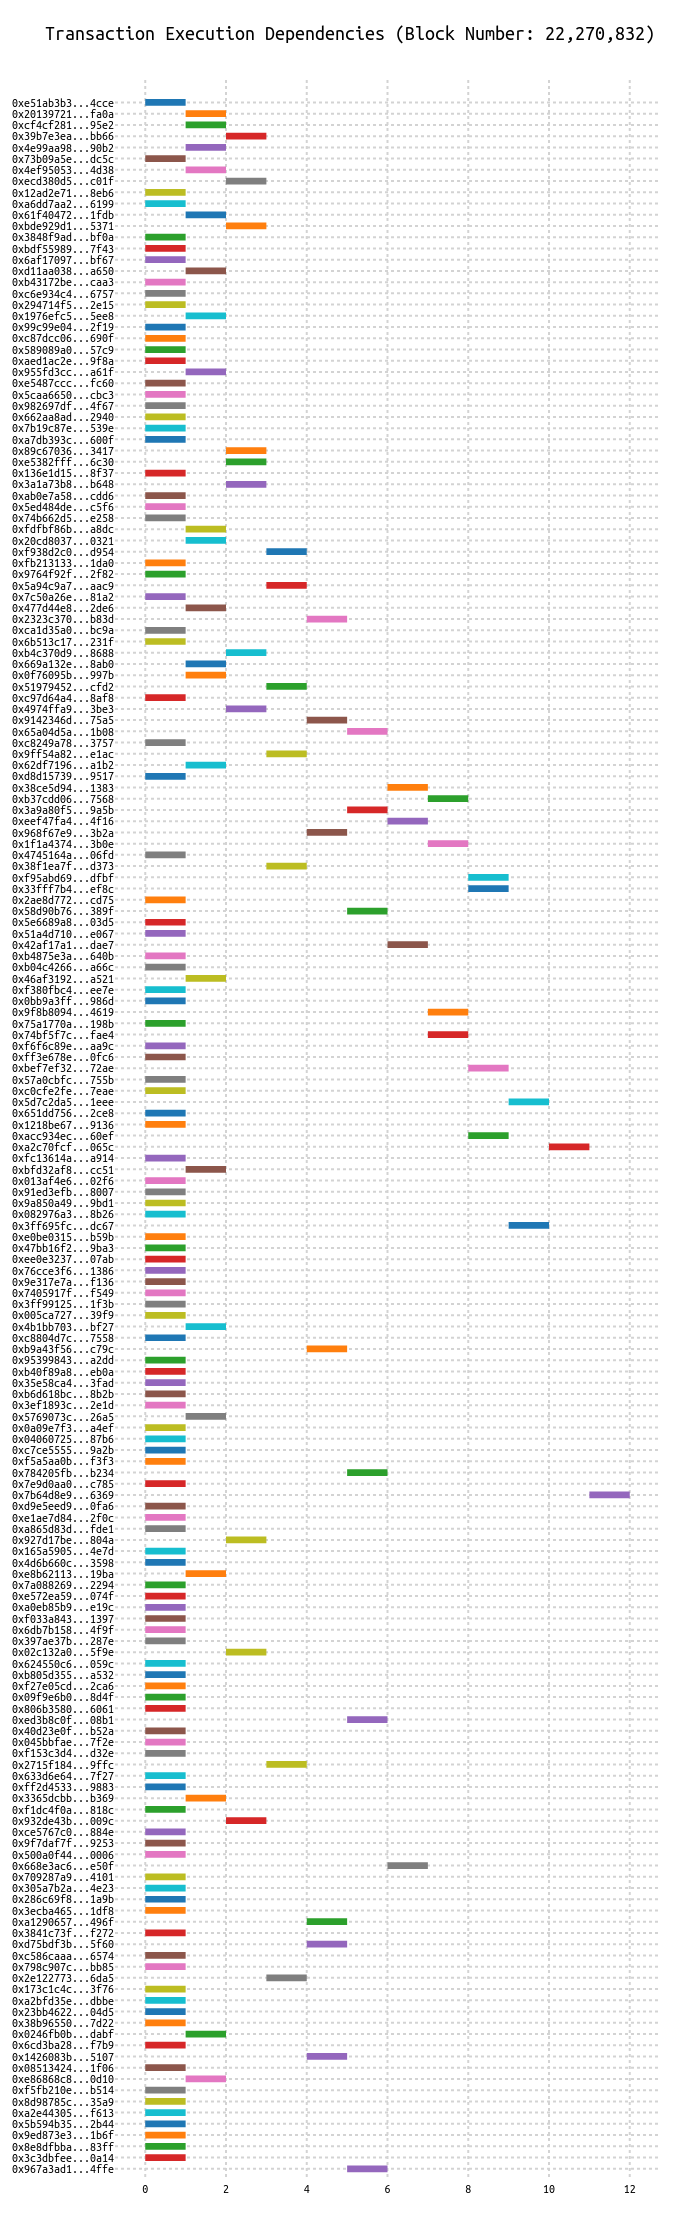 Transaction Execution Dependencies (Block Number: 22,270,832)
0xe51ab3b3...4cce
0x20139721...fa0a
0xcf4cf281...95e2
0x39b7e3ea...bb66
0x4e99aa98...90b2
0x73b09a5e...dc5c
0x4ef95053...4d38
0xecd380d5...c01f
0x12ad2e71...8eb6
0xa6dd7aa2...6199
0x61f40472...1fdb
0xbde929d1...5371
0x3848f9ad...bf0a
0xbdf55989...7f43
0x6af17097...bf67
0xd11aa038...a650
0xb43172be...caa3
0xc6e934c4...6757
0x294714f5...2e15
0x1976efc5...5ee8
0x99c99e04...2f19
0xc87dcc06...690f
0x589089a0...57c9
0xaed1ac2e...9f8a
0x955fd3cc...a61f
0xe5487ccc...fc60
0x5caa6650...cbc3
0x982697df...4f67
0x662aa8ad...2940
0x7b19c87e...539e
0xa7db393c...600f
0x89c67036...3417
0xe5382fff...6c30
0x136e1d15...8f37
0x3a1a73b8...b648
0xab0e7a58...cdd6
0x5ed484de...c5f6
0x74b662d5...e258
0xfdfbf86b...a8dc
0x20cd8037...0321
0xf938d2c0...d954
0xfb213133...1da0
0x9764f92f...2f82
0x5a94c9a7...aac9
0x7c50a26e...81a2
0x477d44e8...2de6
0x2323c370...b83d
0xca1d35a0...bc9a
0x6b513c17...231f
0xb4c370d9...8688
0x669a132e...8ab0
0x0f76095b...997b
0x51979452...cfd2
0xc97d64a4...8af8
0x4974ffa9...3be3
0x9142346d...75a5
0x65a04d5a...1b08
0xc8249a78...3757
0x9ff54a82...e1ac
0x62df7196...a1b2
0xd8d15739...9517
0x38ce5d94...1383
0xb37cdd06...7568
0x3a9a80f5...9a5b
0xeef47fa4...4f16
0x968f67e9...3b2a
0x1f1a4374...3b0e
0x4745164a...06fd
0x38f1ea7f...d373
0xf95abd69...dfbf
0x33fff7b4...ef8c
0x2ae8d772...cd75
0x58d90b76...389f
0x5e6689a8...03d5
0x51a4d710...e067
0x42af17a1...dae7
0xb4875e3a...640b
0xb04c4266...a66c
0x46af3192...a521
0xf380fbc4...ee7e
0x0bb9a3ff...986d
0x9f8b8094...4619
0x75a1770a...198b
0x74bf5f7c...fae4
0xf6f6c89e...aa9c
0xff3e678e...0fc6
0xbef7ef32...72ae
0x57a0cbfc...755b
0xc0cfe2fe...7eae
0x5d7c2da5...1eee
0x651dd756...2ce8
0x1218be67...9136
0xacc934ec...60ef
0xa2c70fcf...065c
0xfc13614a...a914
0xbfd32af8...cc51
0x013af4e6...02f6
0x91ed3efb...8007
0x9a850a49...9bd1
0x082976a3...8b26
0x3ff695fc...dc67
0xe0be0315...b59b
0x47bb16f2...9ba3
0xee0e3237...07ab
0x76cce3f6...1386
0x9e317e7a...f136
0x7405917f...f549
0x3ff99125...1f3b
0x005ca727...39f9
0x4b1bb703...bf27
0xc8804d7c...7558
0xb9a43f56...c79c
0x95399843...a2dd
0xb40f89a8...eb0a
0x35e58ca4...3fad
0xb6d618bc...8b2b
0x3ef1893c...2e1d
0x5769073c...26a5
0x0a09e7f3...a4ef
0x04060725...87b6
0xc7ce5555...9a2b
0xf5a5aa0b...f3f3
0x784205fb...b234
0x7e9d0aa0...c785
0x7b64d8e9...6369
0xd9e5eed9...0fa6
0xe1ae7d84...2f0c
0xa865d83d...fde1
0x927d17be...804a
0x165a5905...4e7d
0x4d6b660c...3598
0xe8b62113...19ba
0x7a088269...2294
0xe572ea59...074f
0xa0eb85b9...e19c
0xf033a843...1397
0x6db7b158...4f9f
0x397ae37b...287e
0x02c132a0...5f9e
0x624550c6...059c
0xb805d355...a532
0xf27e05cd...2ca6
0x09f9e6b0...8d4f
0x806b3580...6061
0xed3b8c0f...08b1
0x40d23e0f...b52a
0x045bbfae...7f2e
0xf153c3d4...d32e
0x2715f184...9ffc
0x633d6e64...7f27
0xff2d4533...9883
0x3365dcbb...b369
0xf1dc4f0a...818c
0x932de43b...009c
0xce5767c0...884e
0x9f7daf7f...9253
0x500a0f44...0006
0x668e3ac6...e50f
0x709287a9...4101
0x305a7b2a...4e23
0x286c69f8...1a9b
0x3ecba465...1df8
0xa1290657...496f
0x3841c73f...f272
0xd75bdf3b...5f60
0xc586caaa...6574
0x798c907c...bb85
0x2e122773...6da5
0x173c1c4c...3f76
0xa2bfd35e...dbbe
0x23bb4622...04d5
0x38b96550...7d22
0x0246fb0b...dabf
0x6cd3ba28...f7b9
0x1426083b...5107
0x08513424...1f06
0xe86868c8...0d10
0xf5fb210e...b514
0x8d98785c...35a9
0xa2e44305...f613
0x5b594b35...2b44
0x9ed873e3...1b6f
0x8e8dfbba...83ff
0x3c3dbfee...0a14
0x967a3ad1...4ffe
0 2 4 6 8 10 12